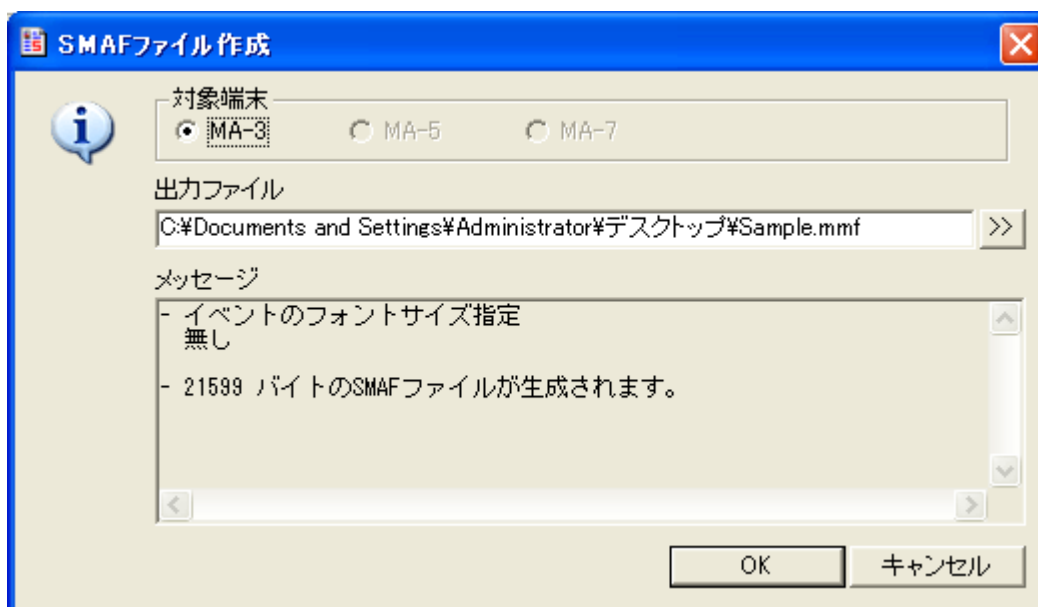 SMAFファイル作成
対象端末
MA-3 MA-5 MA-7
出力ファイル
C:¥Documents and Settings¥Administrator¥デスクトップ¥Sample.mmf >>
メッセージ
- イベントのフォントサイズ指定
無し
- 21599 バイトのSMAFファイルが生成されます。
OK キャンセル